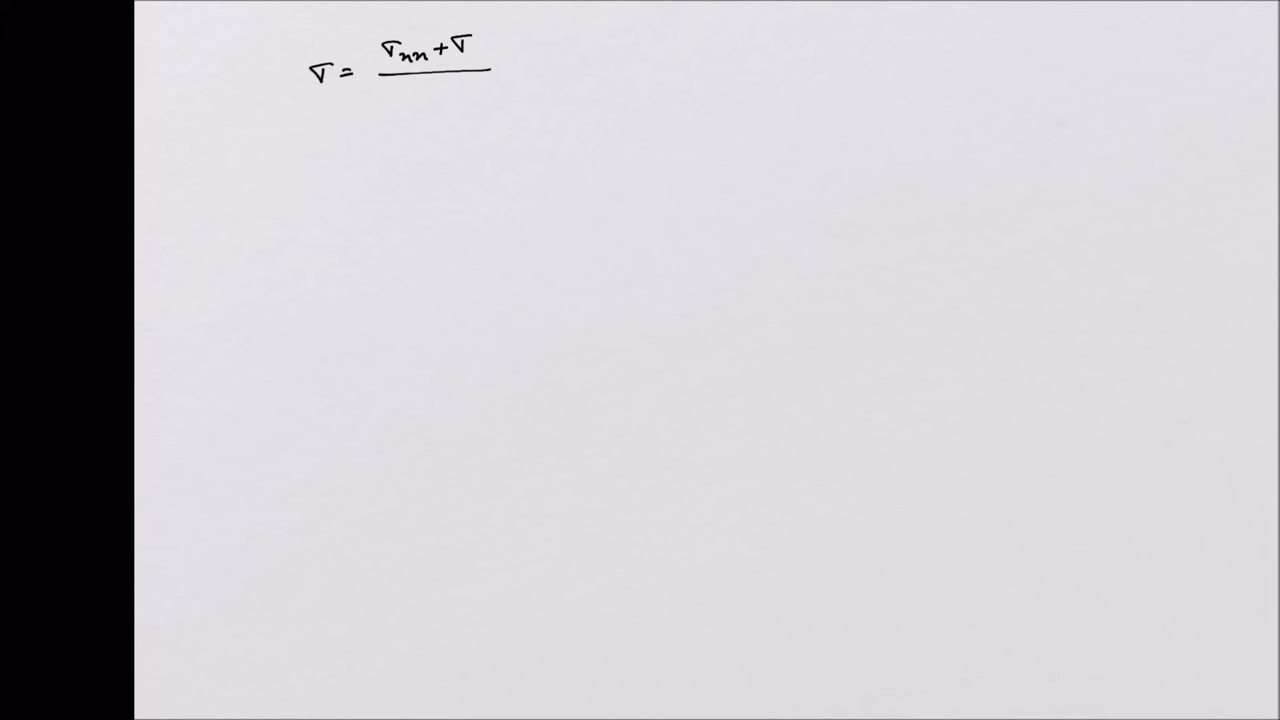 σ = σxx + σ